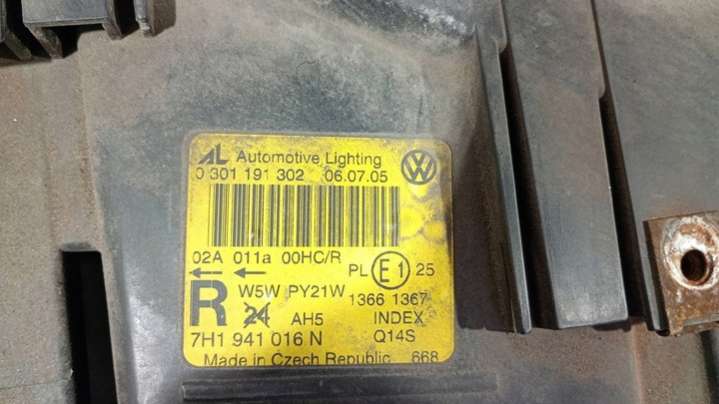 AL Automotive Lighting
0 301 191 302 06.07.05
02A 011a 00HC/R
PL E1 25
R W5W PY21W 1366 1367
24 AH5 INDEX
7H1 941 016 N Q14S
Made in Czech Republic 668